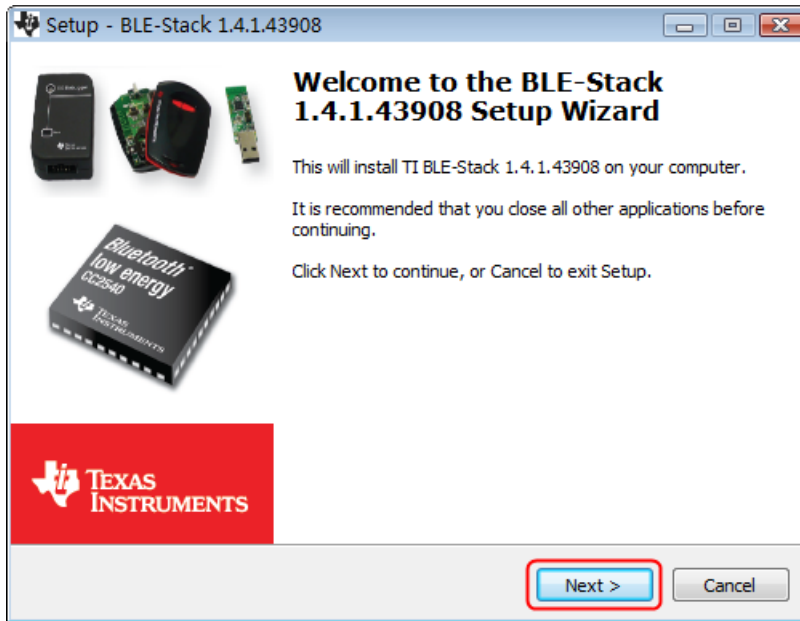 Setup - BLE-Stack 1.4.1.43908
Welcome to the BLE-Stack
1.4.1.43908 Setup Wizard
This will install TI BLE-Stack 1.4.1.43908 on your computer.
It is recommended that you close all other applications before
continuing.
Click Next to continue, or Cancel to exit Setup.
Bluetooth®
low energy
CC2540
TEXAS
INSTRUMENTS
TEXAS
INSTRUMENTS
Next >
Cancel